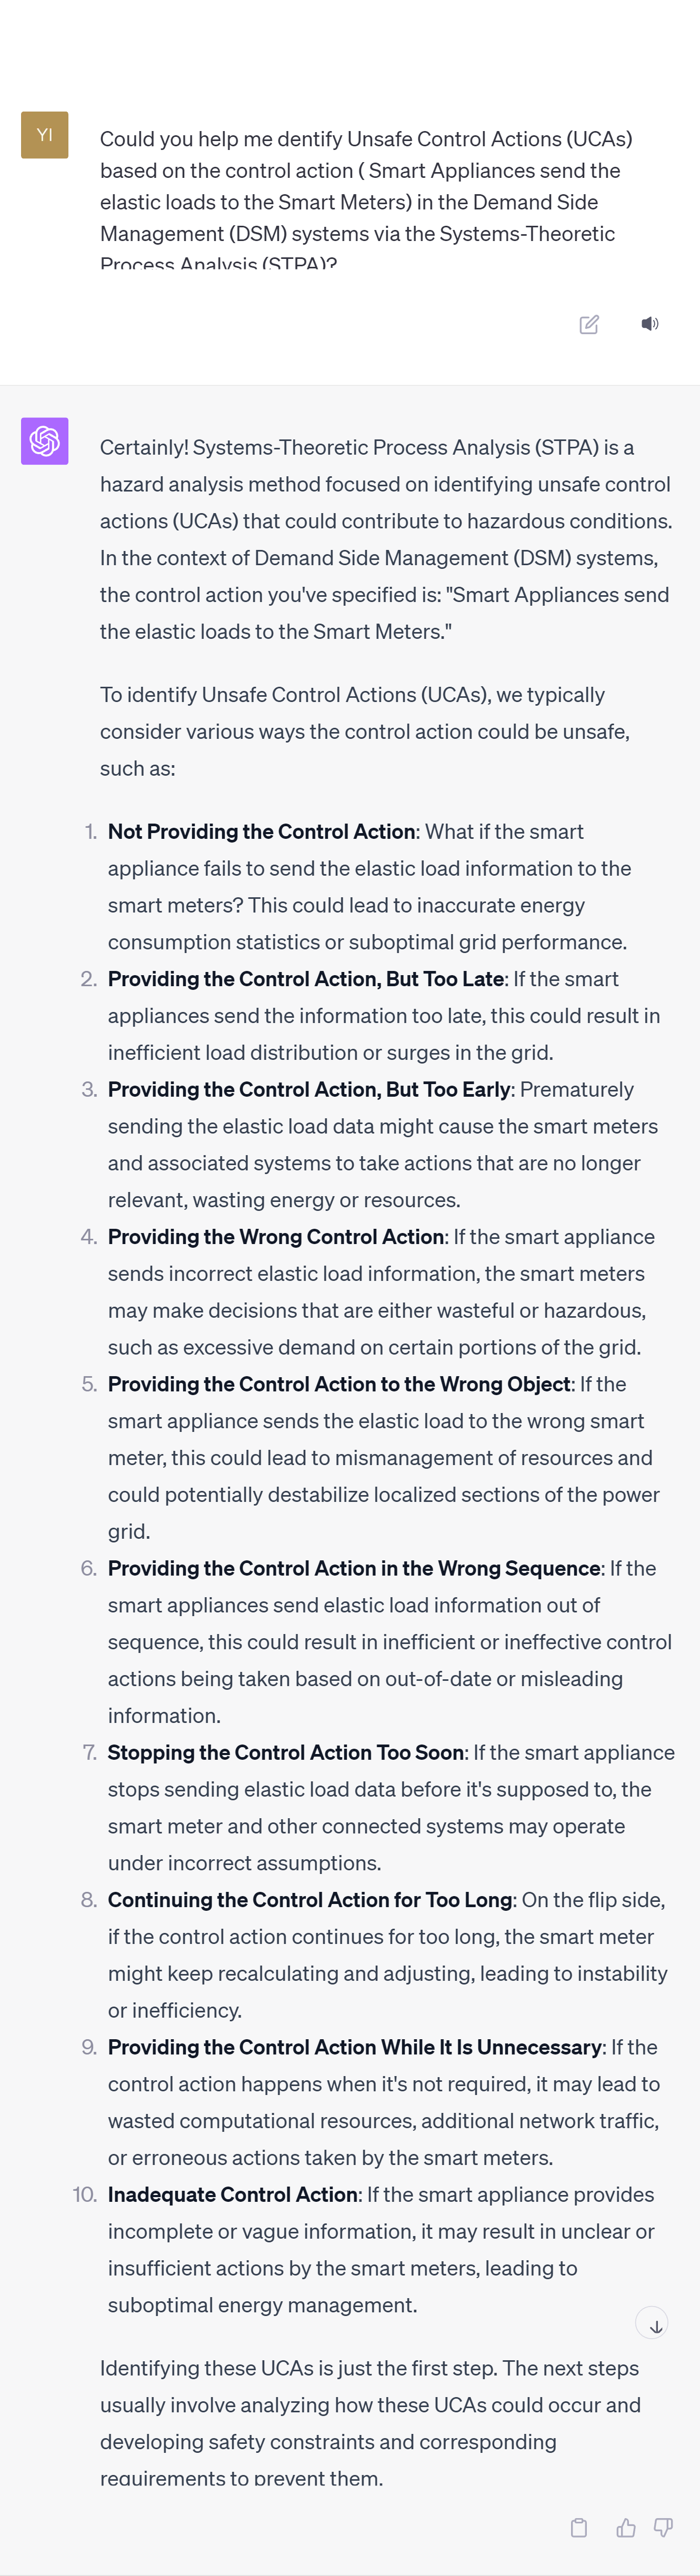 YI
Could you help me dentify Unsafe Control Actions (UCAs)
based on the control action ( Smart Appliances send the
elastic loads to the Smart Meters) in the Demand Side
Management (DSM) systems via the Systems-Theoretic
Process Analysis (STPA)?
Certainly! Systems-Theoretic Process Analysis (STPA) is a
hazard analysis method focused on identifying unsafe control
actions (UCAs) that could contribute to hazardous conditions.
In the context of Demand Side Management (DSM) systems,
the control action you've specified is: "Smart Appliances send
the elastic loads to the Smart Meters."
To identify Unsafe Control Actions (UCAs), we typically
consider various ways the control action could be unsafe,
such as:
1. Not Providing the Control Action: What if the smart
appliance fails to send the elastic load information to the
smart meters? This could lead to inaccurate energy
consumption statistics or suboptimal grid performance.
2. Providing the Control Action, But Too Late: If the smart
appliances send the information too late, this could result in
inefficient load distribution or surges in the grid.
3. Providing the Control Action, But Too Early: Prematurely
sending the elastic load data might cause the smart meters
and associated systems to take actions that are no longer
relevant, wasting energy or resources.
4. Providing the Wrong Control Action: If the smart appliance
sends incorrect elastic load information, the smart meters
may make decisions that are either wasteful or hazardous,
such as excessive demand on certain portions of the grid.
5. Providing the Control Action to the Wrong Object: If the
smart appliance sends the elastic load to the wrong smart
meter, this could lead to mismanagement of resources and
could potentially destabilize localized sections of the power
grid.
6. Providing the Control Action in the Wrong Sequence: If the
smart appliances send elastic load information out of
sequence, this could result in inefficient or ineffective control
actions being taken based on out-of-date or misleading
information.
7. Stopping the Control Action Too Soon: If the smart appliance
stops sending elastic load data before it's supposed to, the
smart meter and other connected systems may operate
under incorrect assumptions.
8. Continuing the Control Action for Too Long: On the flip side,
if the control action continues for too long, the smart meter
might keep recalculating and adjusting, leading to instability
or inefficiency.
9. Providing the Control Action While It Is Unnecessary: If the
control action happens when it's not required, it may lead to
wasted computational resources, additional network traffic,
or erroneous actions taken by the smart meters.
10. Inadequate Control Action: If the smart appliance provides
incomplete or vague information, it may result in unclear or
insufficient actions by the smart meters, leading to
suboptimal energy management.
Identifying these UCAs is just the first step. The next steps
usually involve analyzing how these UCAs could occur and
developing safety constraints and corresponding
requirements to prevent them.